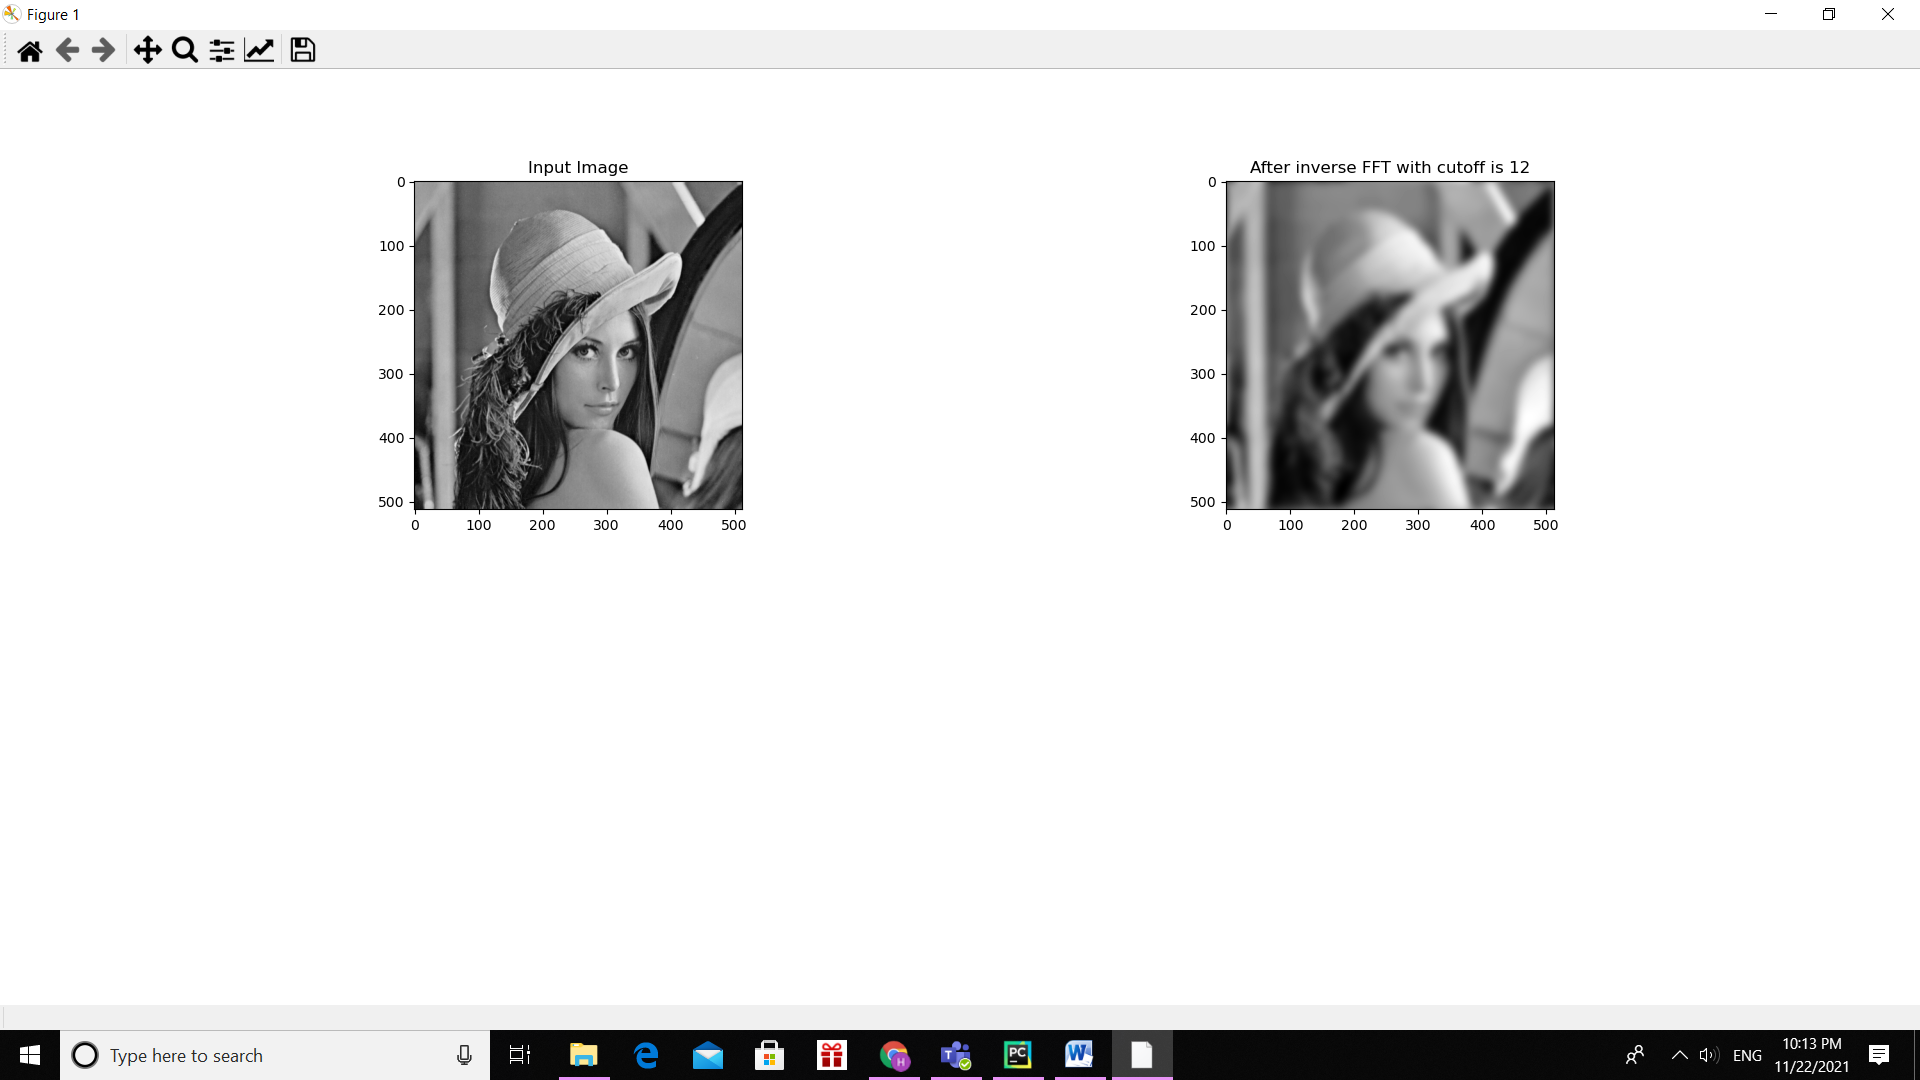 Figure 1
Input Image
After inverse FFT with cutoff is 12
0
100
200
300
400
500
0 100 200 300 400 500
0
100
200
300
400
500
0 100 200 300 400 500
Type here to search
H
T
PC
W
ENG
10:13 PM
11/22/2021